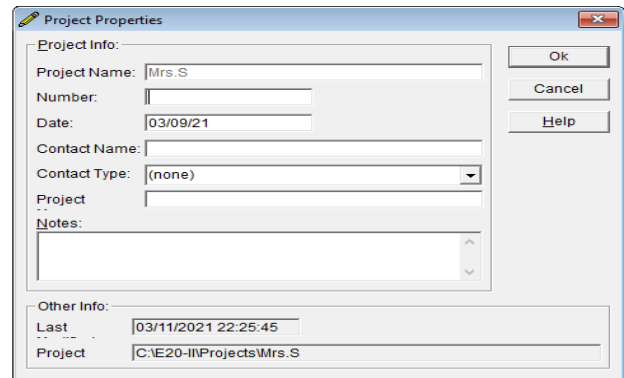 Project Properties
Project Info:
Ok
Project Name: Mrs.S
Cancel
Number:
Date: 03/09/21
Help
Contact Name:
Contact Type: (none)
Project
Notes:
Other Info:
Last 03/11/2021 22:25:45
Project C:\E20-II\Projects\Mrs.S